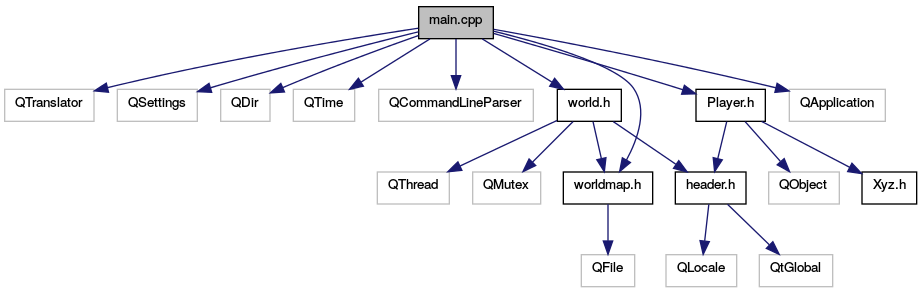 main.cpp
QTranslator
QSettings
QDir
QTime
QCommandLineParser
world.h
Player.h
QApplication
QThread
QMutex
worldmap.h
header.h
QObject
Xyz.h
QFile
QLocale
QtGlobal